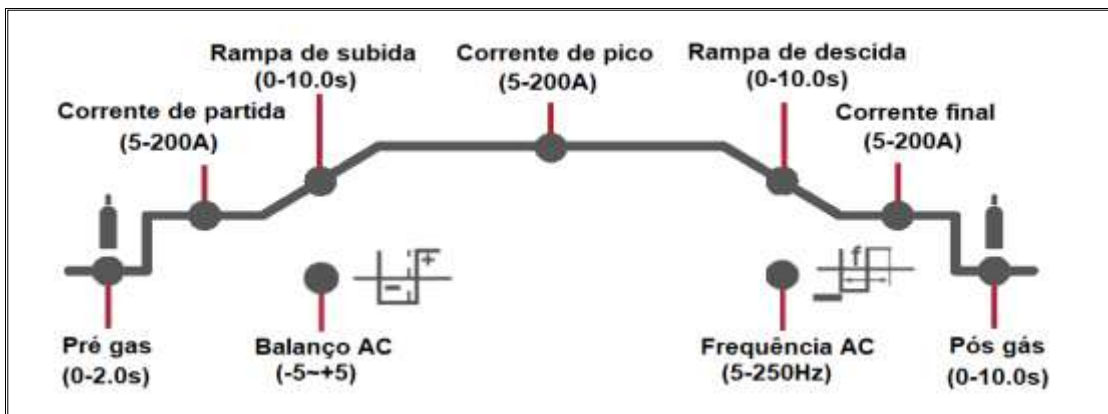 Rampa de subida
(0-10.0s)
Corrente de pico
(5-200A)
Rampa de descida
(0-10.0s)
Corrente de partida
(5-200A)
Corrente final
(5-200A)
+
-
f
Pré gas
(0-2.0s)
Balanço AC
(-5~+5)
Frequência AC
(5-250Hz)
Pós gás
(0-10.0s)